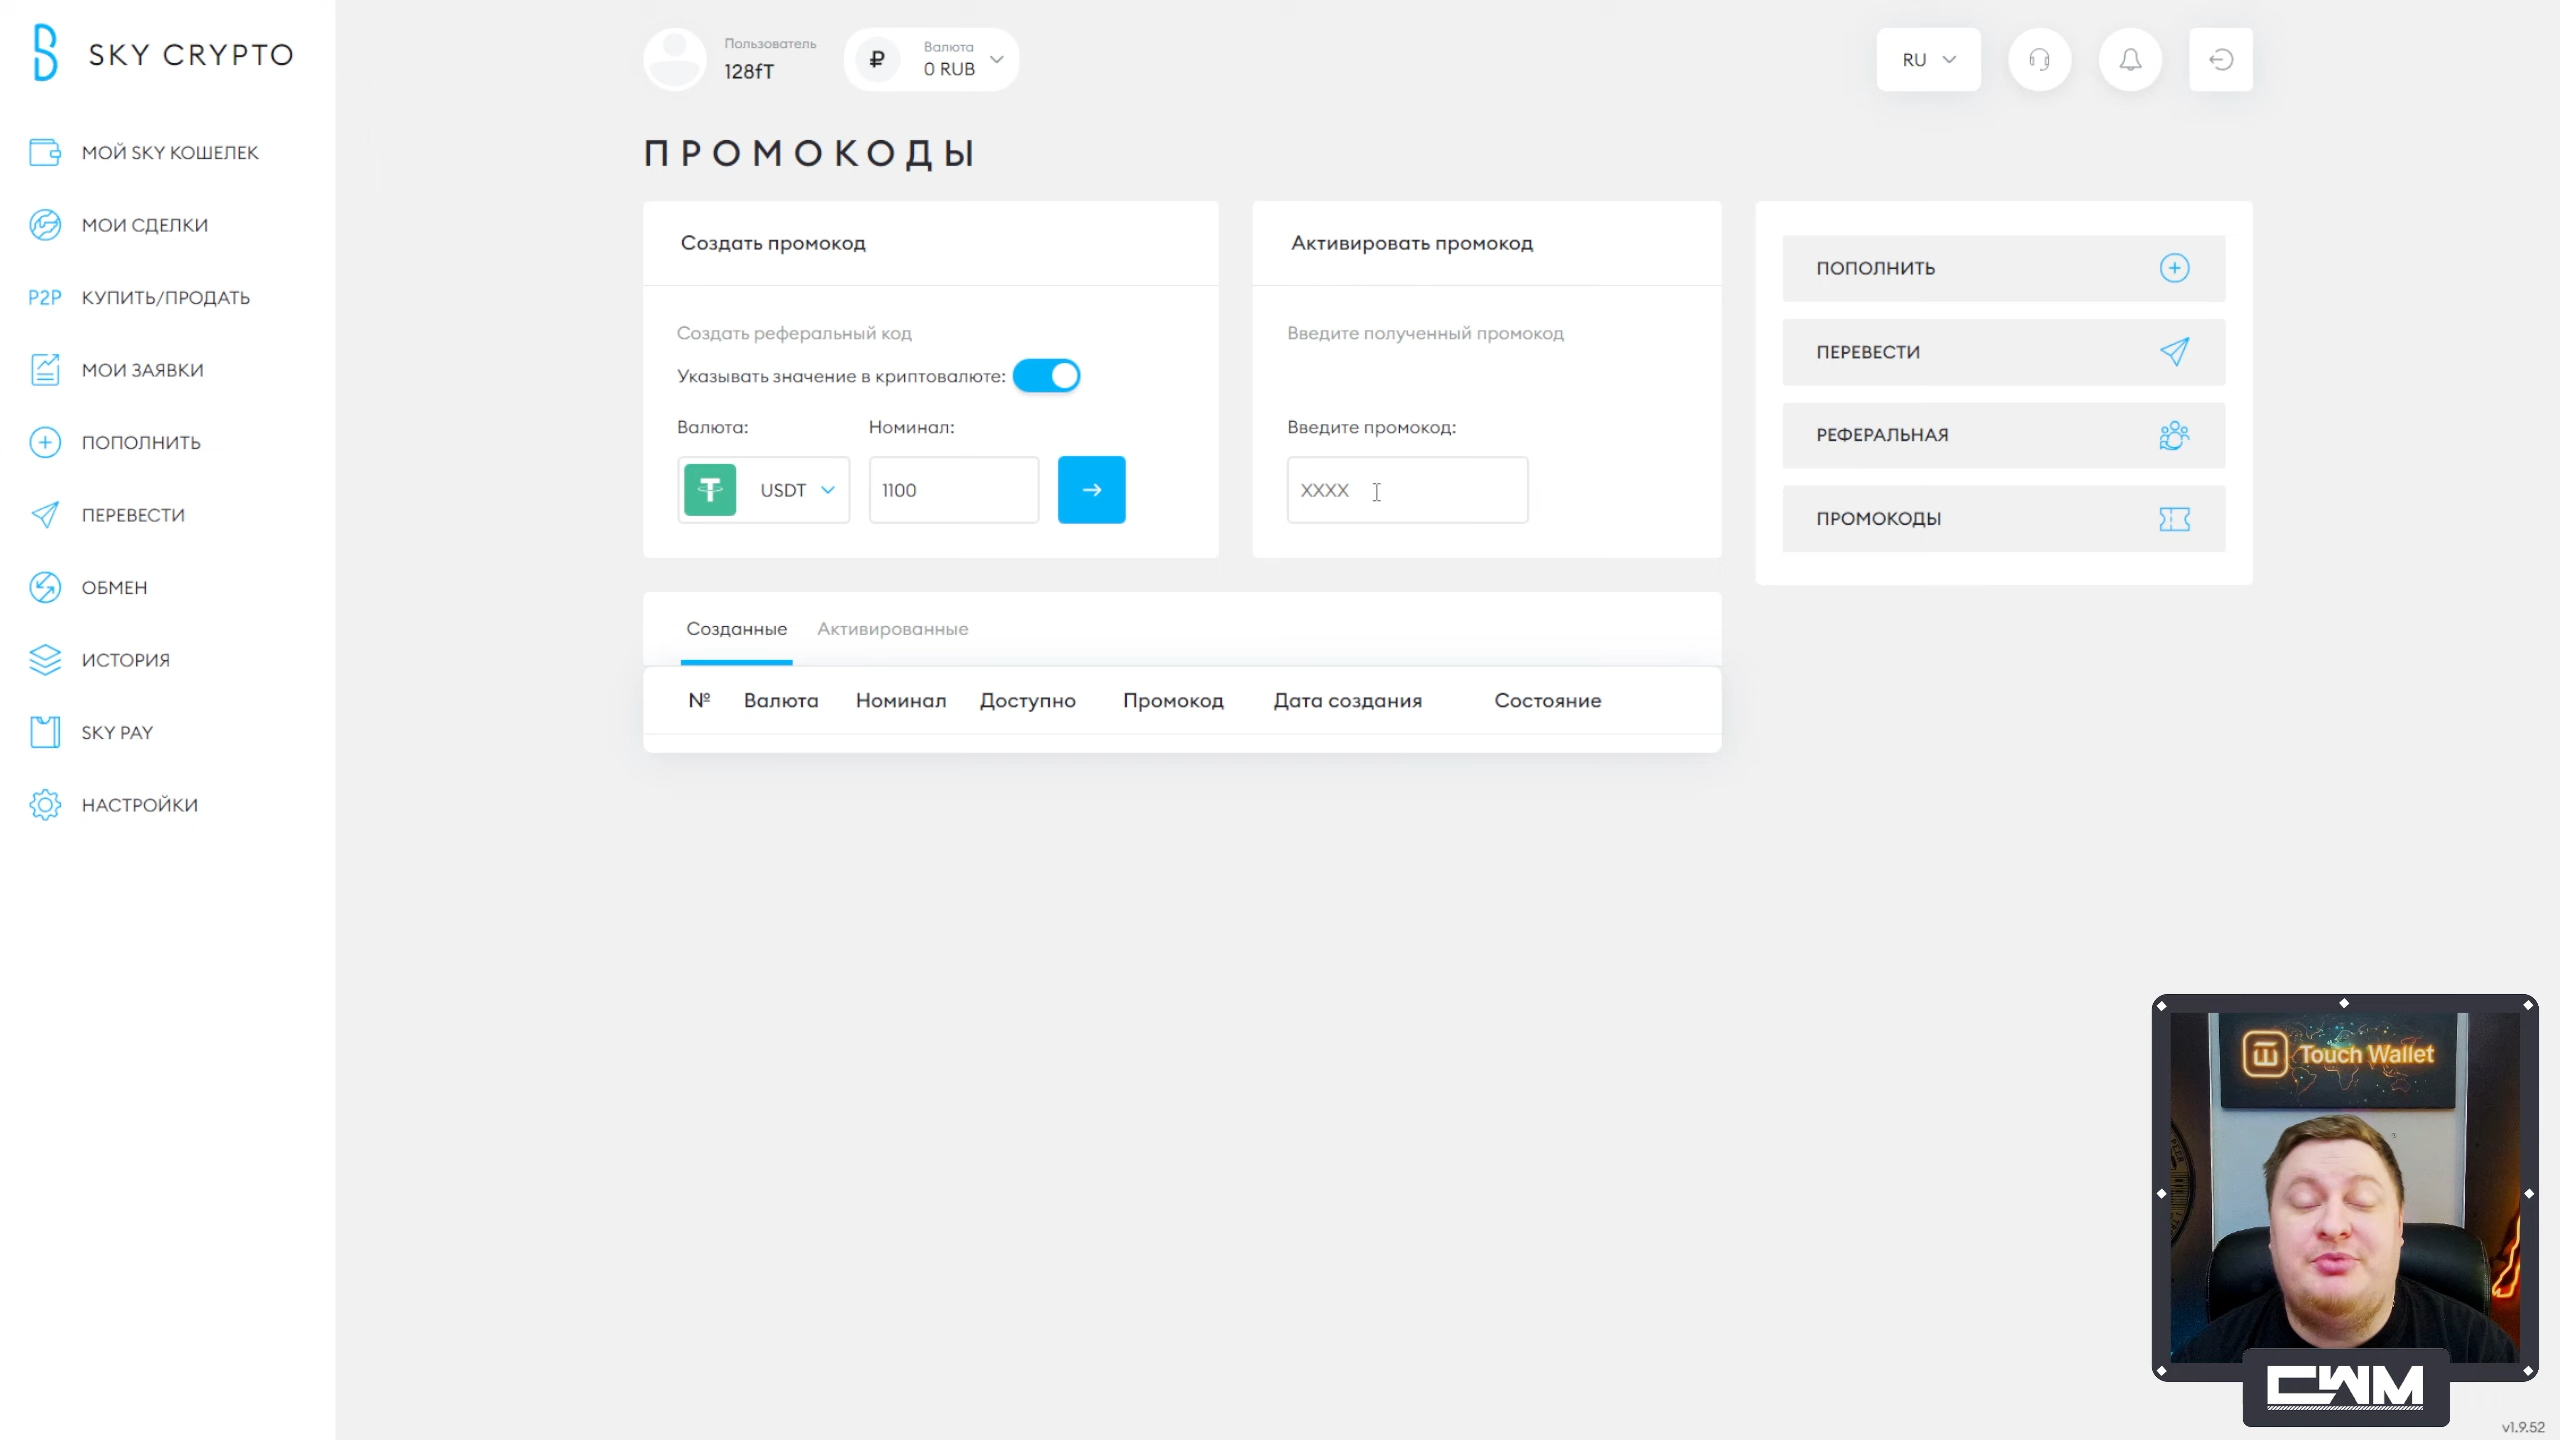 SKY CRYPTO
МОЙ SKY КОШЕЛЕК
МОИ СДЕЛКИ
P2P КУПИТЬ/ПРОДАТЬ
МОИ ЗАЯВКИ
ПОПОЛНИТЬ
ПЕРЕВЕСТИ
ОБМЕН
ИСТОРИЯ
SKY PAY
НАСТРОЙКИ
Пользователь
128fT
₽
Валюта
0 RUB
RU
ПРОМОКОДЫ
Создать промокод
Создать реферальный код
Указывать значение в криптовалюте:
Валюта: Номинал:
USDT 1100
Активировать промокод
Введите полученный промокод
Введите промокод:
XXXX
ПОПОЛНИТЬ
ПЕРЕВЕСТИ
РЕФЕРАЛЬНАЯ
ПРОМОКОДЫ
Созданные Активированные
№ Валюта Номинал Доступно Промокод Дата создания Состояние
Touch Wallet
CWM
v1.9.52